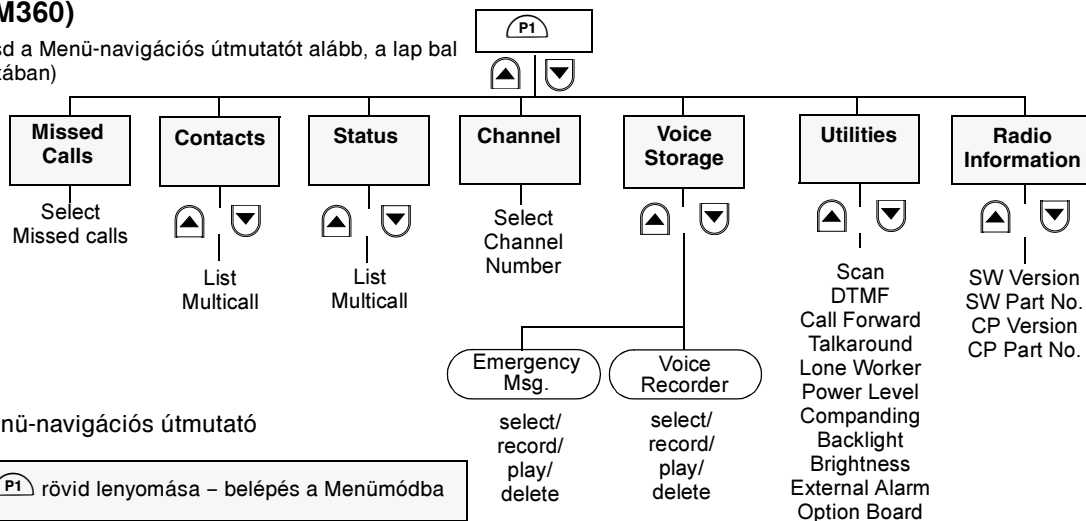 M360)
sd a Menü-navigációs útmutatót alább, a lap bal
ában)
P1
Missed
Calls
Select
Missed calls
Contacts
List
Multicall
Status
List
Multicall
Channel
Select
Channel
Number
Voice
Storage
Emergency
Msg.
select/
record/
play/
delete
Voice
Recorder
select/
record/
play/
delete
Utilities
Scan
DTMF
Call Forward
Talkaround
Lone Worker
Power Level
Companding
Backlight
Brightness
External Alarm
Option Board
Radio
Information
SW Version
SW Part No.
CP Version
CP Part No.
nü-navigációs útmutató
P1 rövid lenyomása – belépés a Menümódba